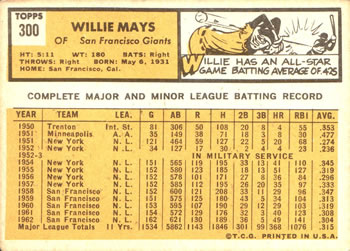 TOPPS
300
WILLIE MAYS
OF San Francisco Giants
HT: 5:11 WT: 180 BATS: Right
THROWS: Right BORN: May 6, 1931
HOME: San Francisco, Cal.
WILLIE HAS AN ALL-STAR
GAME BATTING AVERAGE OF .475
COMPLETE MAJOR AND MINOR LEAGUE BATTING RECORD
YEAR TEAM LEA. G AB R H 2B 3B HR RBI AVG.
1950 Trenton Int. St. 81 306 50 108 20 8 4 55 .353
1951 Minneapolis A.A. 35 149 38 71 18 3 8 30 .477
1951 New York N.L. 121 464 59 127 22 5 20 68 .274
1952 New York N.L. 34 127 17 30 2 4 4 23 .236
1952-3 IN MILITARY SERVICE
1954 New York N.L. 119 195 33 13 41 110 .345
1955 New York N.L. 152 580 123 185 18 13 51 127 .319
1956 New York N.L. 152 578 101 171 27 8 36 84 .296
1957 New York N.L. 152 585 112 195 26 20 35 97 .333
1958 San Francisco N.L. 152 600 121 208 33 11 29 96 .347
1959 San Francisco N.L. 151 575 125 180 43 5 34 104 .313
1960 San Francisco N.L. 153 595 107 190 29 12 29 103 .319
1961 San Francisco N.L. 154 572 129 176 32 3 40 123 .308
1962 San Francisco N.L. 162 621 130 189 36 5 49 141 .304
Major League Totals 11 Yrs. 1846 .315
©T.C.G. PRINTED IN U.S.A.